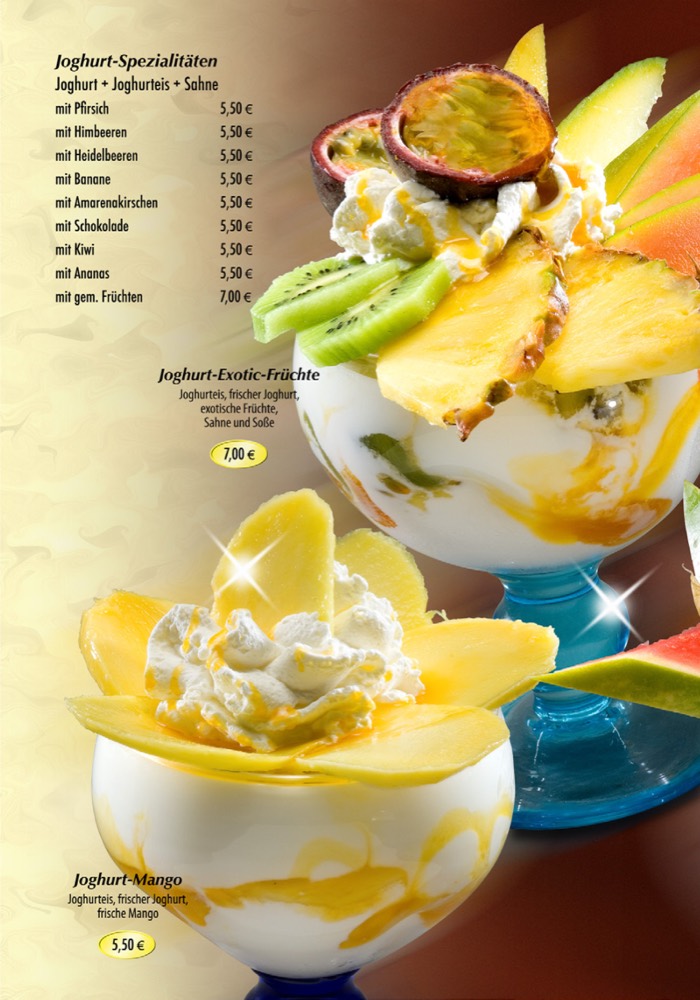 Joghurt-Spezialitäten
Joghurt + Joghurteis + Sahne
mit Pfirsich 5,50 €
mit Himbeeren 5,50 €
mit Heidelbeeren 5,50 €
mit Banane 5,50 €
mit Amarenakirschen 5,50 €
mit Schokolade 5,50 €
mit Kiwi 5,50 €
mit Ananas 5,50 €
mit gem. Früchten 7,00 €
Joghurt-Exotic-Früchte
Joghurteis, frischer Joghurt,
exotische Früchte,
Sahne und Soße
7,00 €
Joghurt-Mango
Joghurteis, frischer Joghurt,
frische Mango
5,50 €